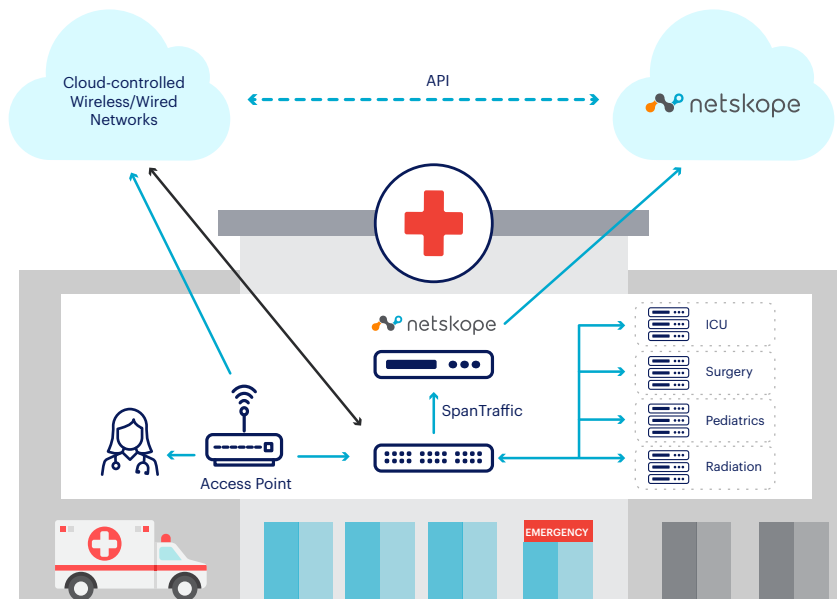 Cloud-controlled
Wireless/Wired
Networks
API
netskope
netskope
ICU
Surgery
SpanTraffic
Pediatrics
Radiation
Access Point
EMERGENCY